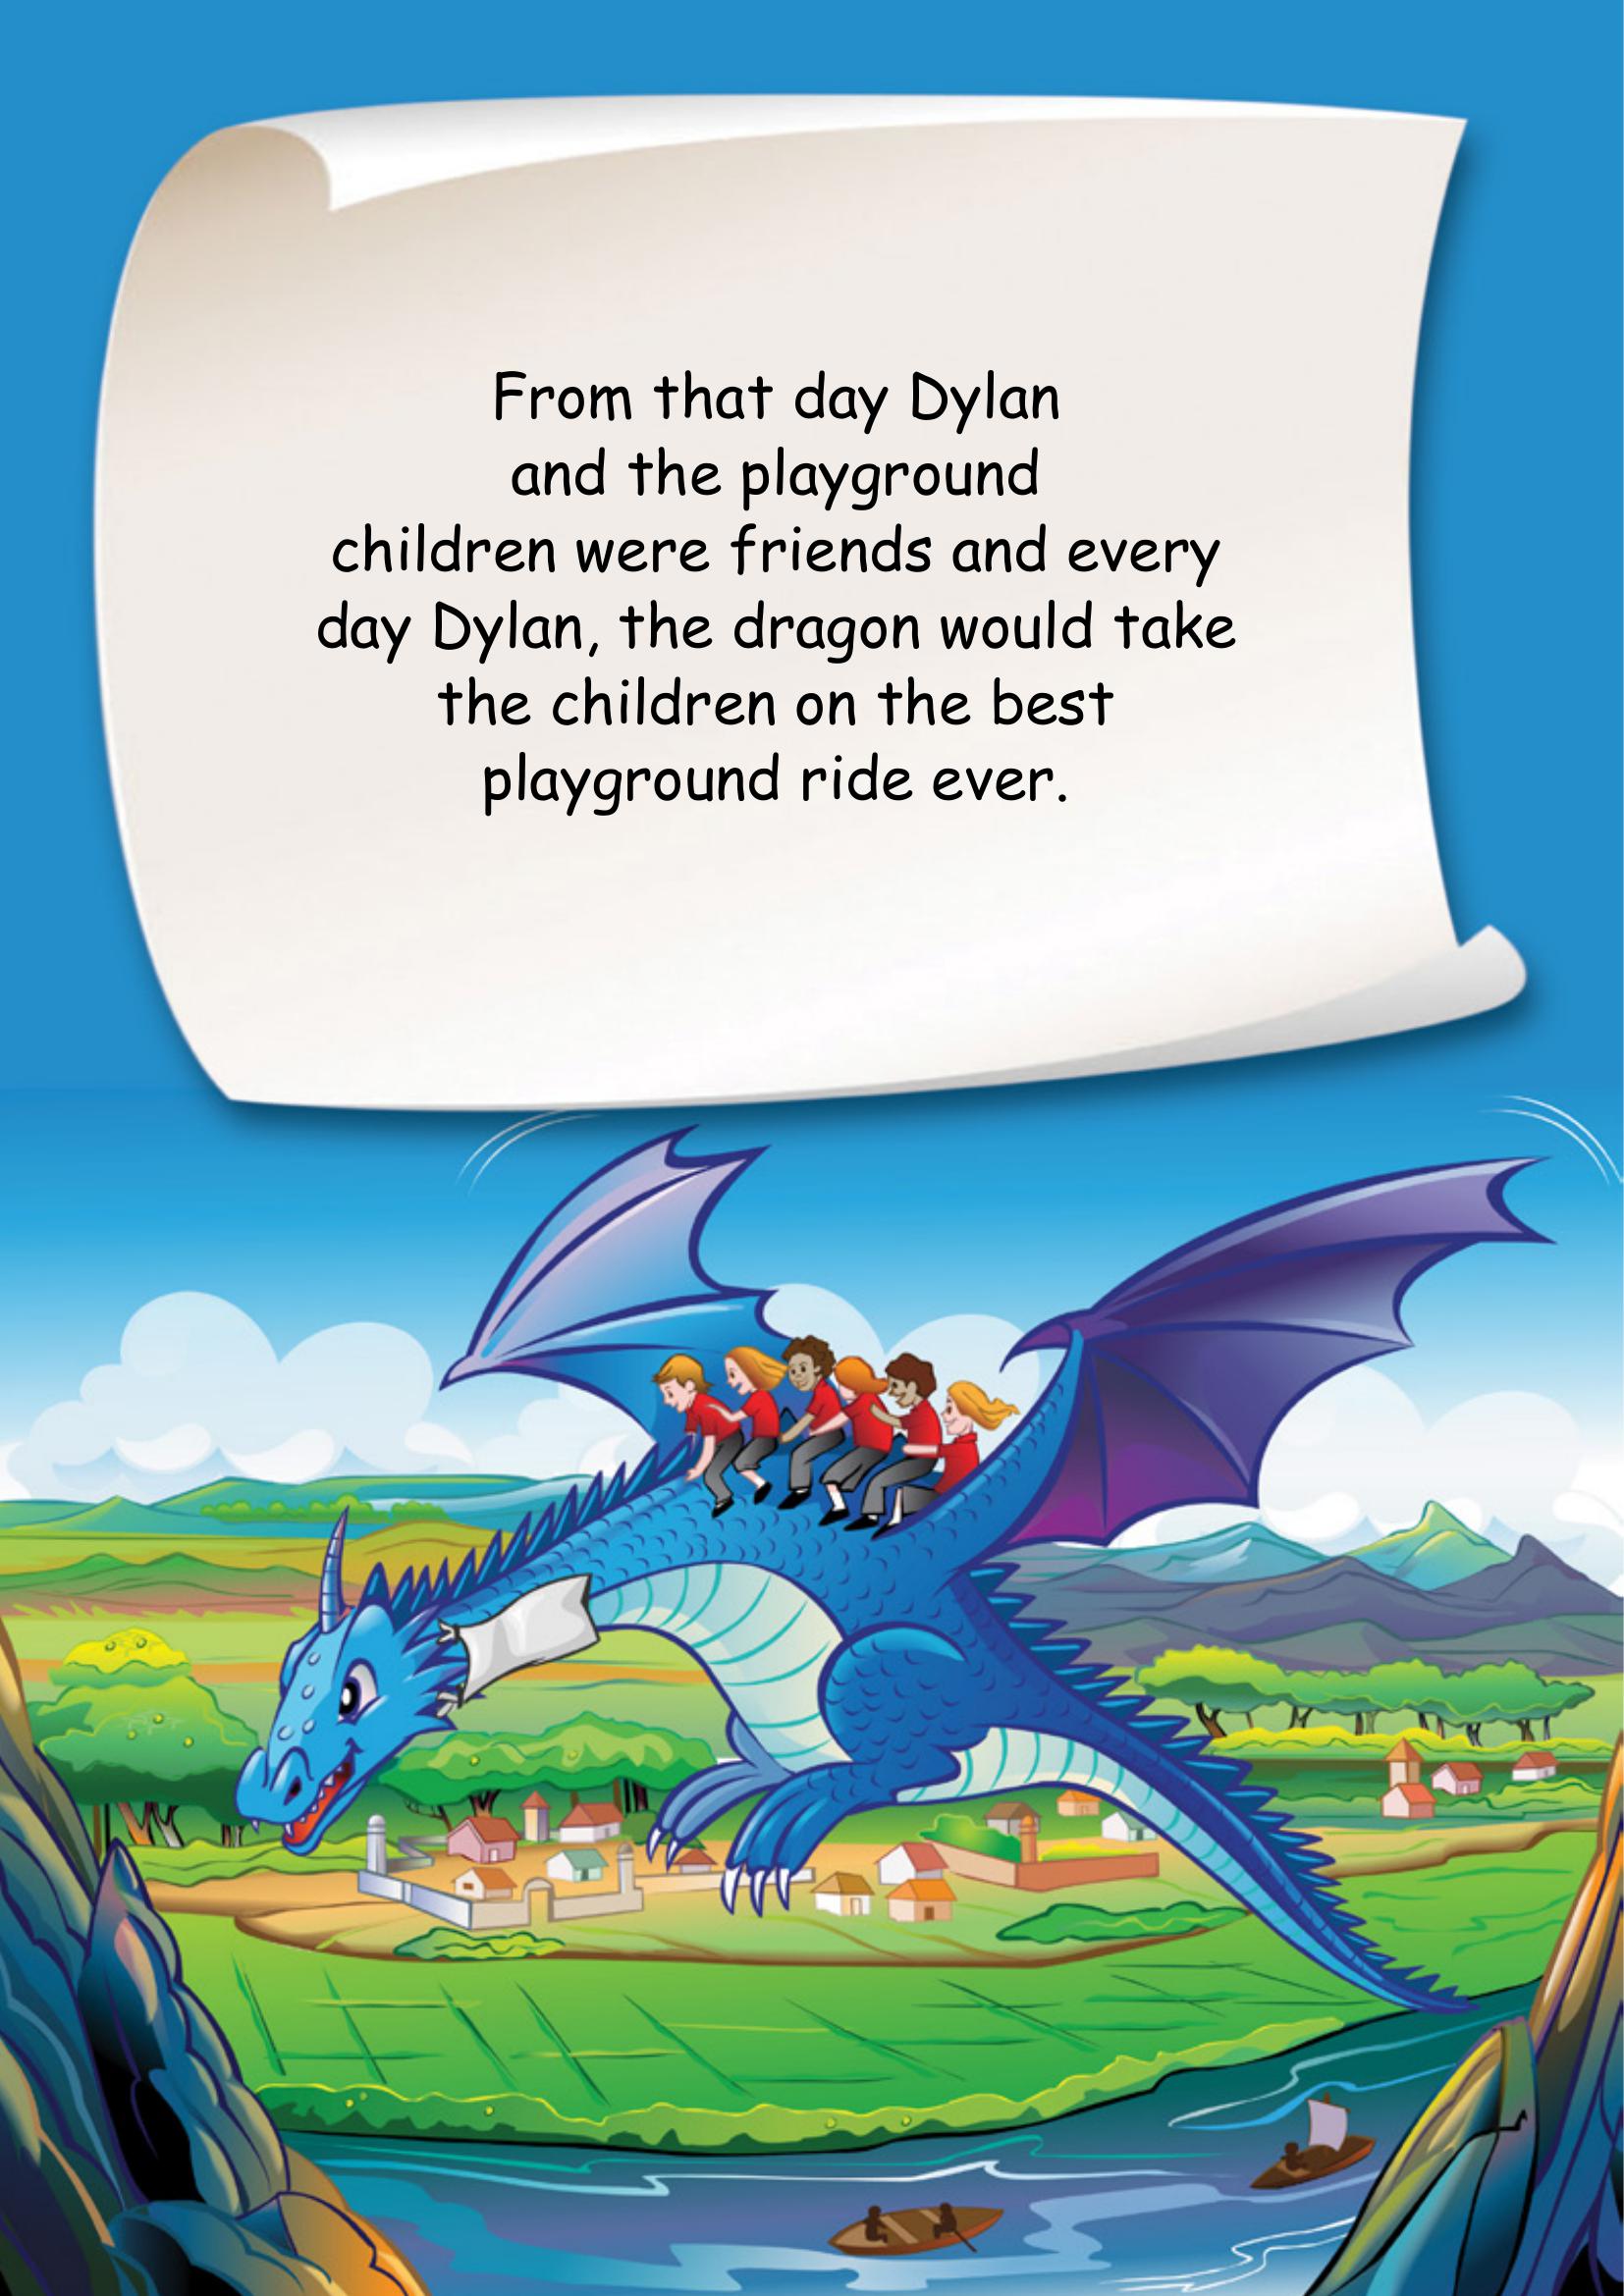 From that day Dylan
and the playground
children were friends and every
day Dylan, the dragon would take
the children on the best
playground ride ever.